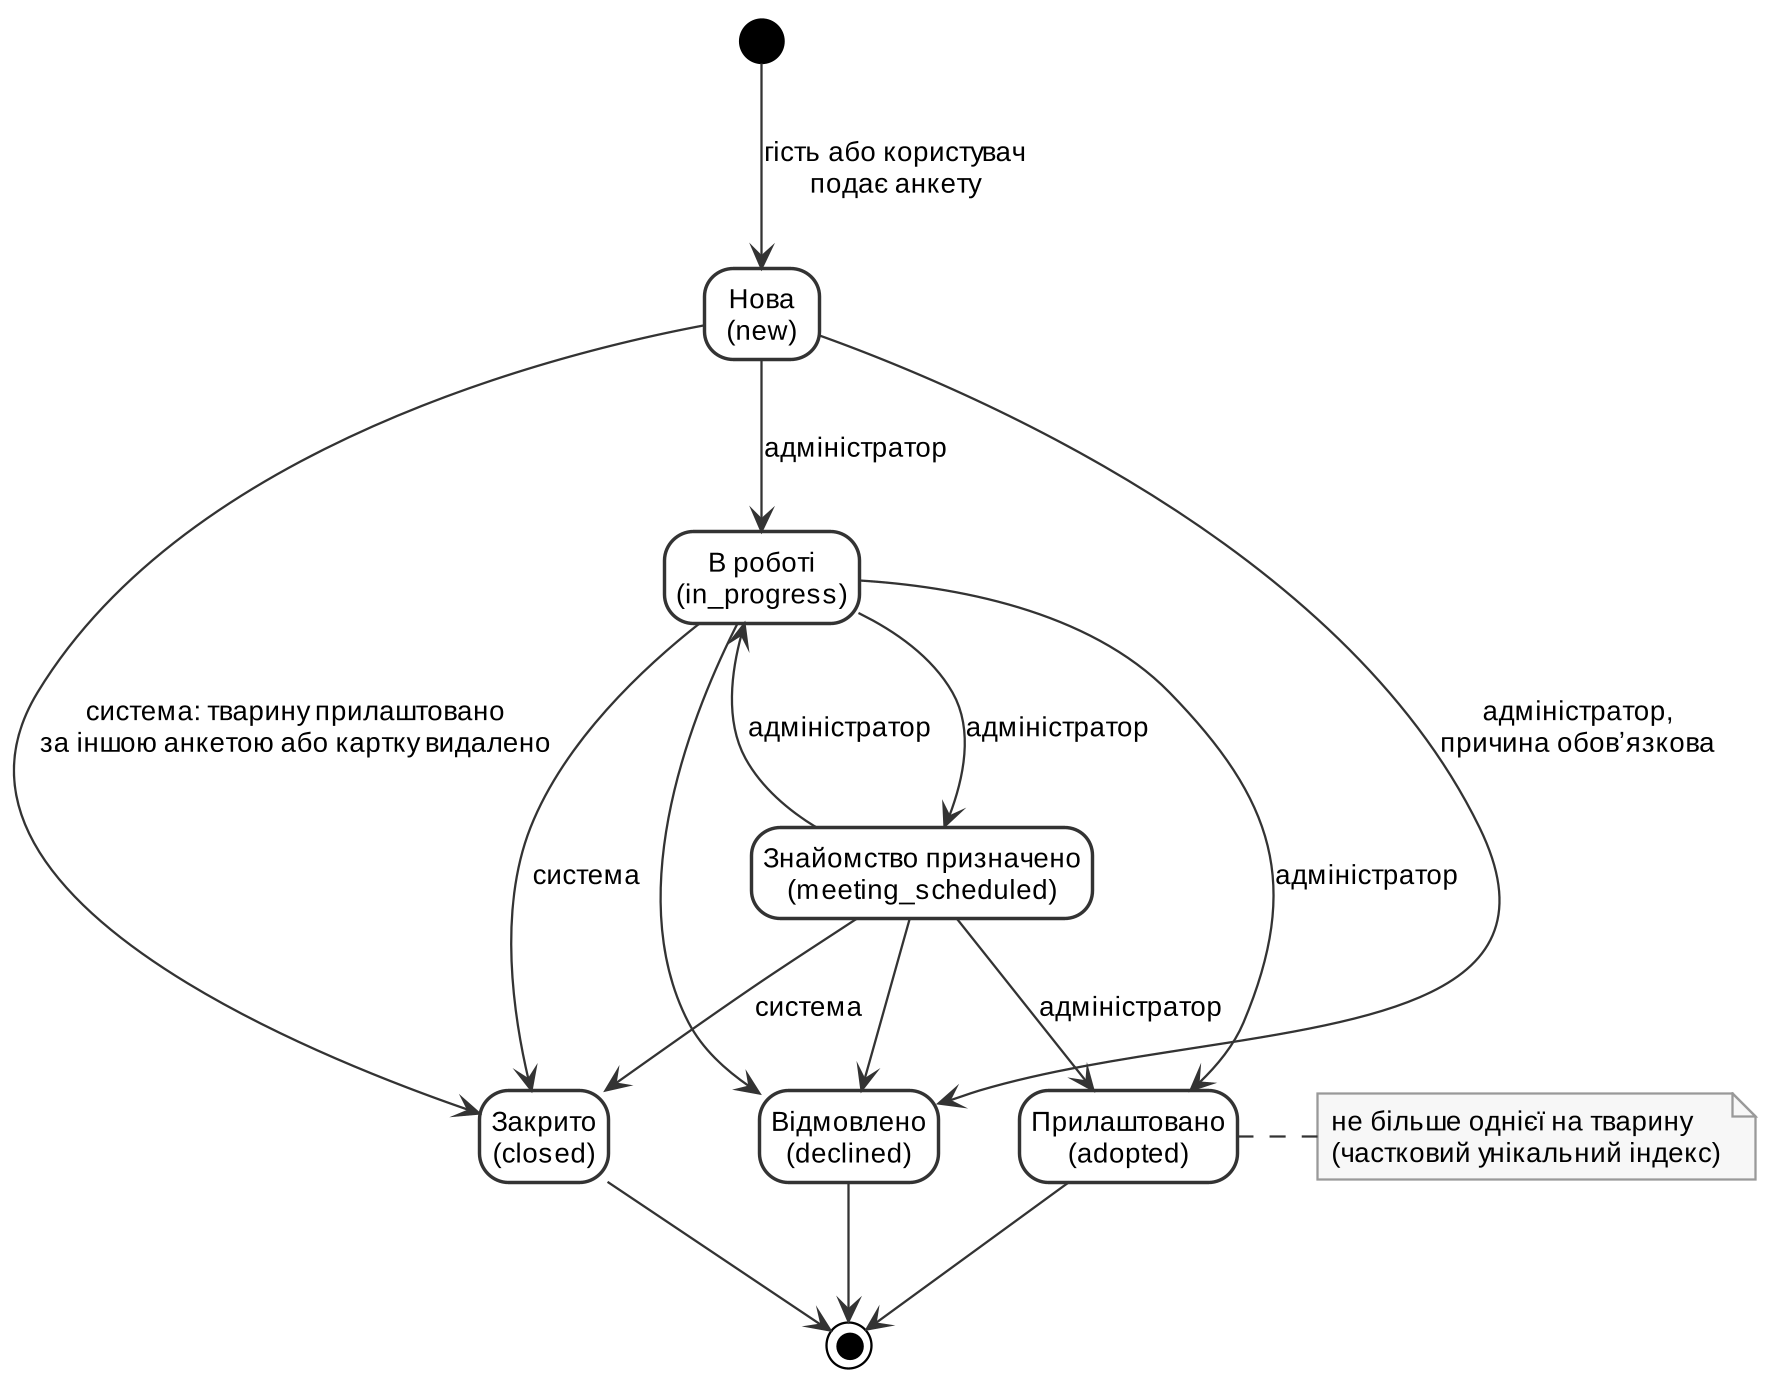 гість або користувач
подає анкету
Нова
(new)
адміністратор
В роботі
(in_progress)
система: тварину прилаштовано
за іншою анкетою або картку видалено
адміністратор
адміністратор
адміністратор,
причина обов’язкова
Знайомство призначено
(meeting_scheduled)
система
адміністратор
система
адміністратор
Закрито
(closed)
Відмовлено
(declined)
Прилаштовано
(adopted)
не більше однієї на тварину
(частковий унікальний індекс)